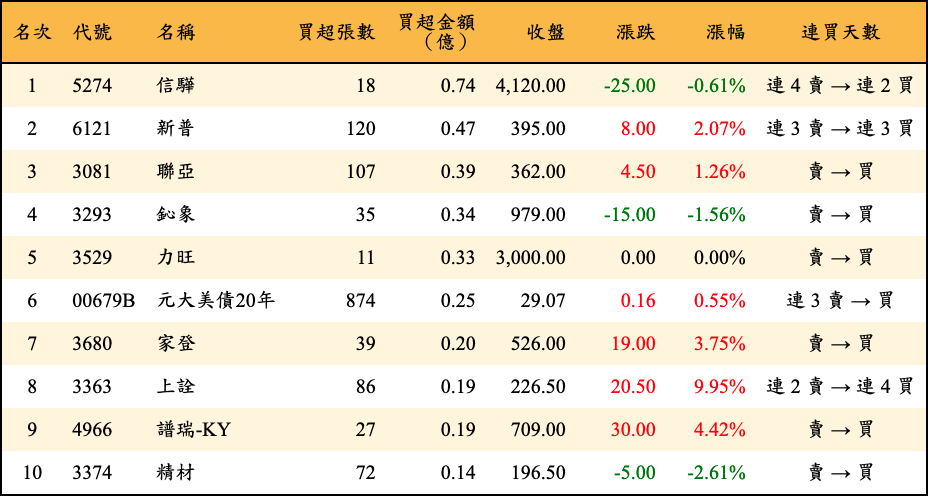 名次 代號 名稱 買超張數 買超金額（億） 收盤 漲跌 漲幅 連買天數
1 5274 信驊 18 0.74 4,120.00 -25.00 -0.61% 連 4 賣 → 連 2 買
2 6121 新普 120 0.47 395.00 8.00 2.07% 連 3 賣 → 連 3 買
3 3081 聯亞 107 0.39 362.00 4.50 1.26% 賣 → 買
4 3293 鈊象 35 0.34 979.00 -15.00 -1.56% 賣 → 買
5 3529 力旺 11 0.33 3,000.00 0.00 0.00% 賣 → 買
6 00679B 元大美債20年 874 0.25 29.07 0.16 0.55% 連 3 賣 → 買
7 3680 家登 39 0.20 526.00 19.00 3.75% 賣 → 買
8 3363 上詮 86 0.19 226.50 20.50 9.95% 連 2 賣 → 連 4 買
9 4966 譜瑞-KY 27 0.19 709.00 30.00 4.42% 賣 → 買
10 3374 精材 72 0.14 196.50 -5.00 -2.61% 賣 → 買